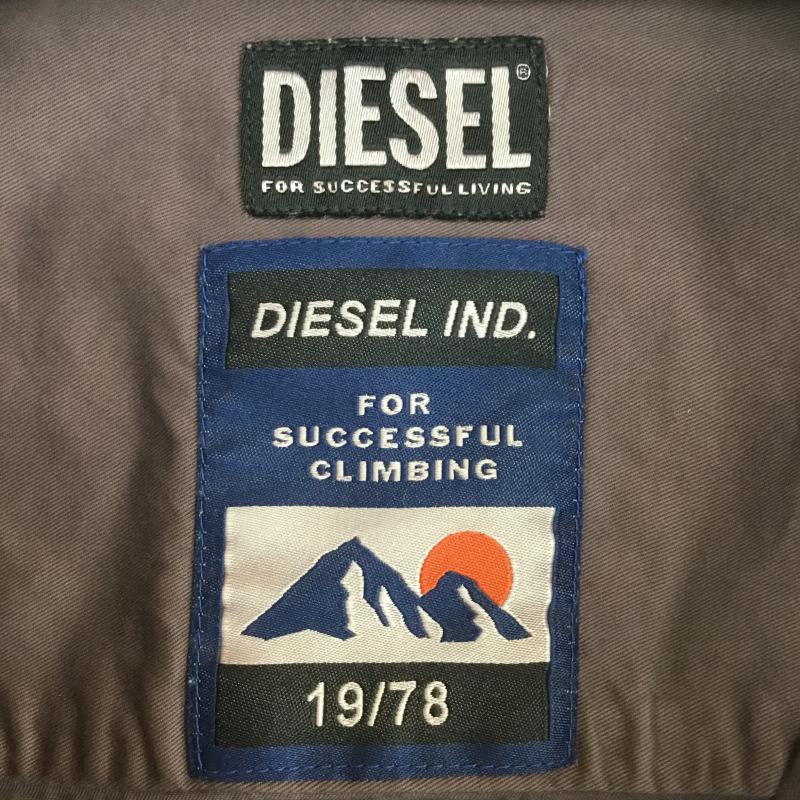 DIESEL®
FOR SUCCESSFUL LIVING
DIESEL IND.
FOR
SUCCESSFUL
CLIMBING
19/78